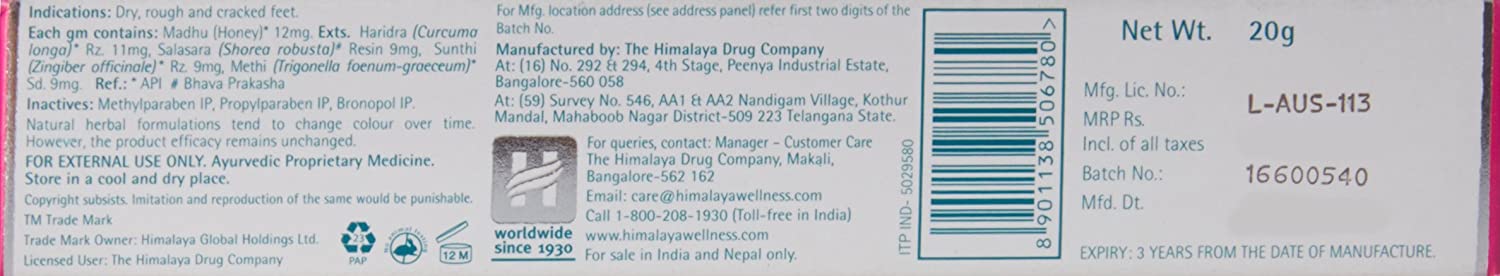 Indications: Dry, rough and cracked feet.
Each gm contains: Madhu (Honey)* 12mg. Exts. Haridra (Curcuma
longa)* Rz. 11mg, Salasara (Shorea robusta)# Resin 9mg, Sunthi
(Zingiber officinale)* Rz. 9mg, Methi (Trigonella foenum-graeceum)*
Sd. 9mg. Ref.: * API # Bhava Prakasha
Inactives: Methylparaben IP, Propylparaben IP, Bronopol IP.
Natural herbal formulations tend to change colour over time.
However, the product efficacy remains unchanged.
FOR EXTERNAL USE ONLY. Ayurvedic Proprietary Medicine.
Store in a cool and dry place.
Copyright subsists. Imitation and reproduction of the same would be punishable.
TM Trade Mark
Trade Mark Owner: Himalaya Global Holdings Ltd.
Licensed User: The Himalaya Drug Company
23
PAP
No animal testing
12 M
For Mfg. location address (see address panel) refer first two digits of the
Batch No.
Manufactured by: The Himalaya Drug Company
At: (16) No. 292 & 294, 4th Stage, Peenya Industrial Estate,
Bangalore-560 058
At: (59) Survey No. 546, AA1 & AA2 Nandigam Village, Kothur
Mandal, Mahaboob Nagar District-509 223 Telangana State.
H
worldwide
since 1930
For queries, contact: Manager - Customer Care
The Himalaya Drug Company, Makali,
Bangalore-562 162
Email: care@himalayawellness.com
Call 1-800-208-1930 (Toll-free in India)
www.himalayawellness.com
For sale in India and Nepal only.
ITP IND- 5029580
8 901138 506780 >
Net Wt. 20g
Mfg. Lic. No.:
L-AUS-113
MRP Rs.
Incl. of all taxes
Batch No.: 16600540
Mfd. Dt.
EXPIRY: 3 YEARS FROM THE DATE OF MANUFACTURE.